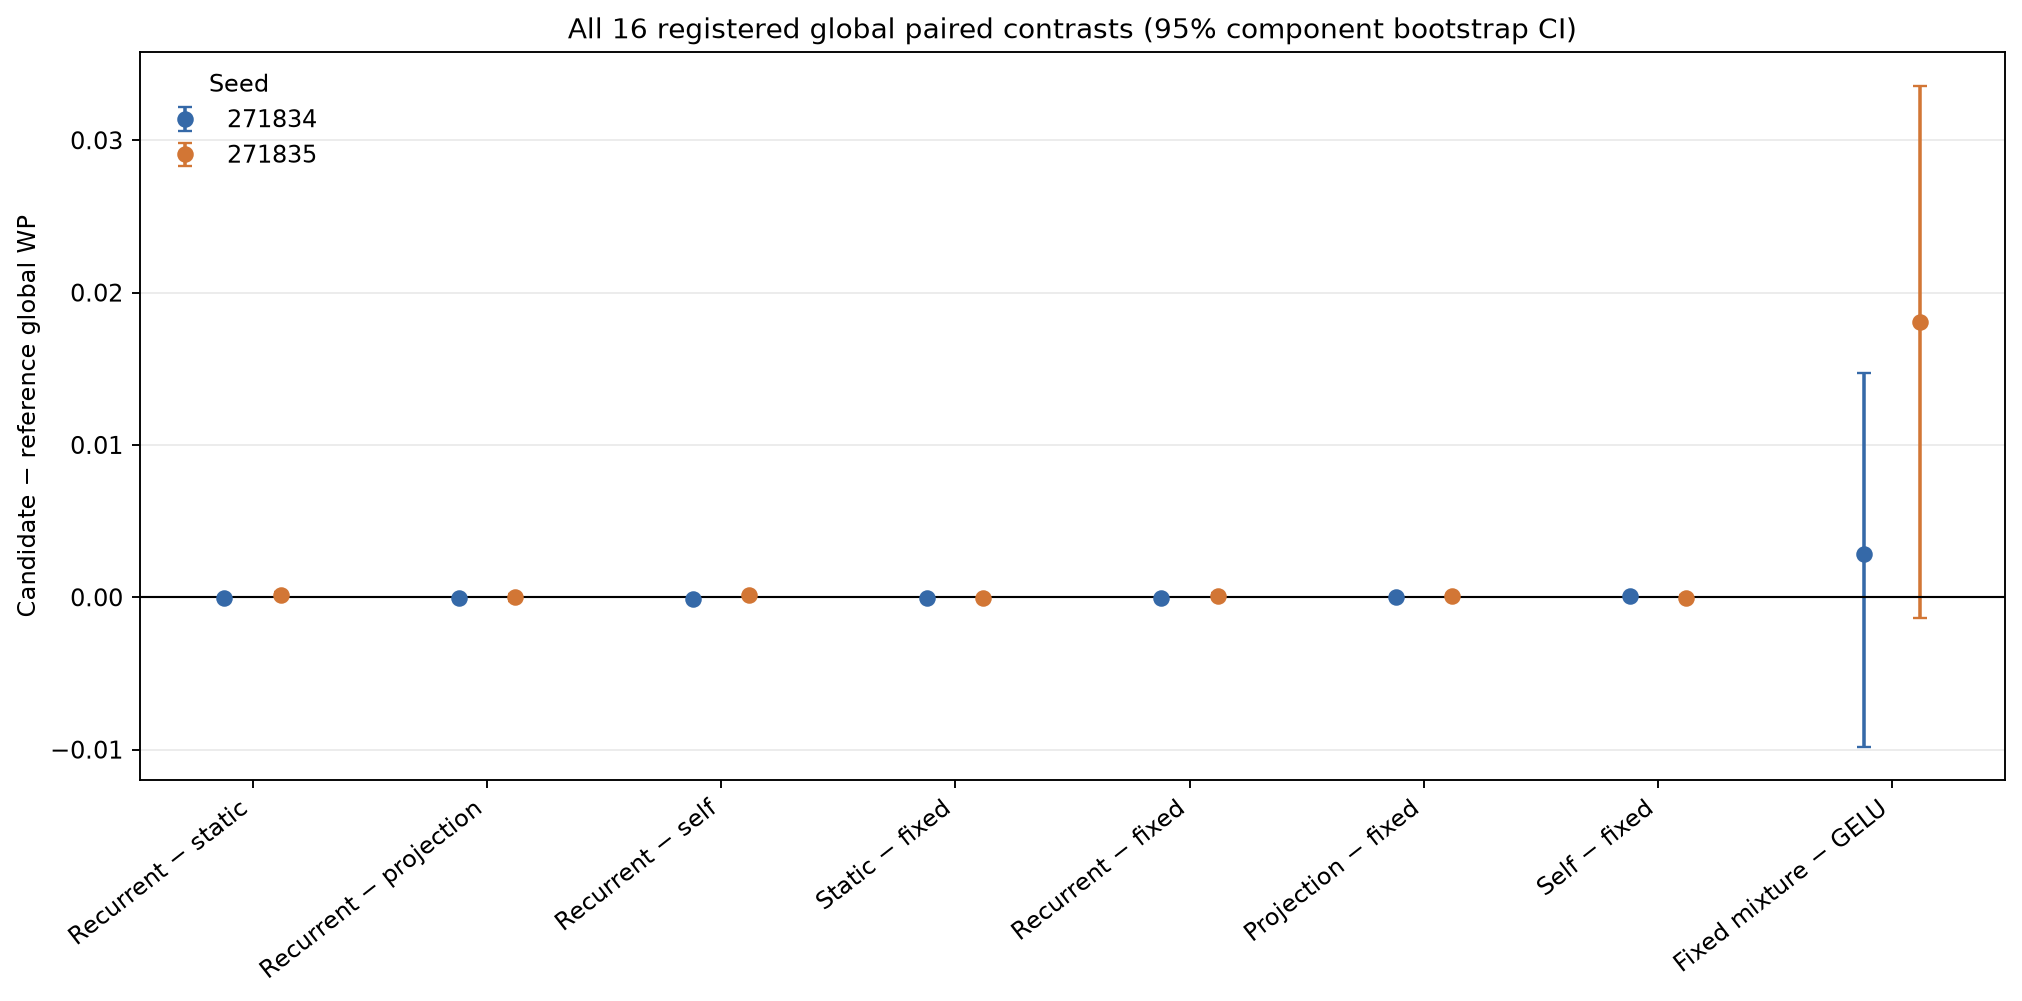 All 16 registered global paired contrasts (95% component bootstrap CI)
Seed
271834
271835
Candidate − reference global WP
0.03
0.02
0.01
0.00
−0.01
Recurrent − static
Recurrent − projection
Recurrent − self
Static − fixed
Recurrent − fixed
Projection − fixed
Self − fixed
Fixed mixture − GELU